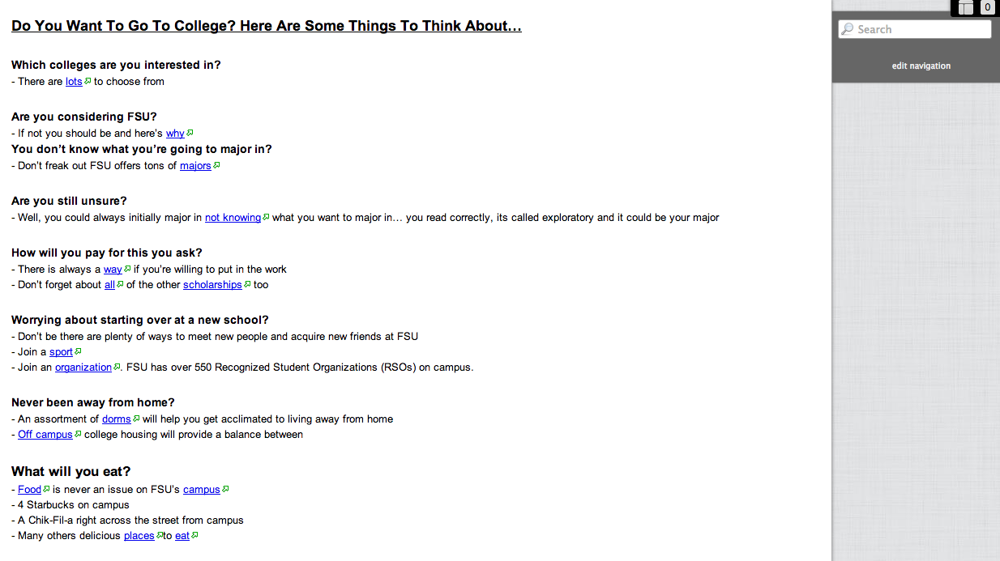 Do You Want To Go To College? Here Are Some Things To Think About…
0
Search
edit navigation
Which colleges are you interested in?
- There are lots to choose from
Are you considering FSU?
- If not you should be and here's why
You don't know what you're going to major in?
- Don't freak out FSU offers tons of majors
Are you still unsure?
- Well, you could always initially major in not knowing what you want to major in… you read correctly, its called exploratory and it could be your major
How will you pay for this you ask?
- There is always a way if you're willing to put in the work
- Don't forget about all of the other scholarships too
Worrying about starting over at a new school?
- Don't be there are plenty of ways to meet new people and acquire new friends at FSU
- Join a sport
- Join an organization. FSU has over 550 Recognized Student Organizations (RSOs) on campus.
Never been away from home?
- An assortment of dorms will help you get acclimated to living away from home
- Off campus college housing will provide a balance between
What will you eat?
- Food is never an issue on FSU's campus
- 4 Starbucks on campus
- A Chik-Fil-a right across the street from campus
- Many others delicious places to eat